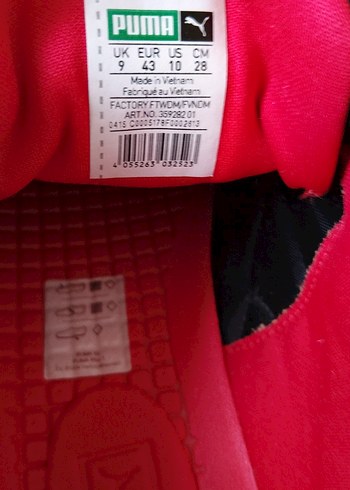 PUMA
UK EUR US CM
9 43 10 28
Made in Vietnam
Fabriqué au Vietnam
FACTORY.FTWDM/FVNDM
ART.NO. 359282 01
4 055263 032523